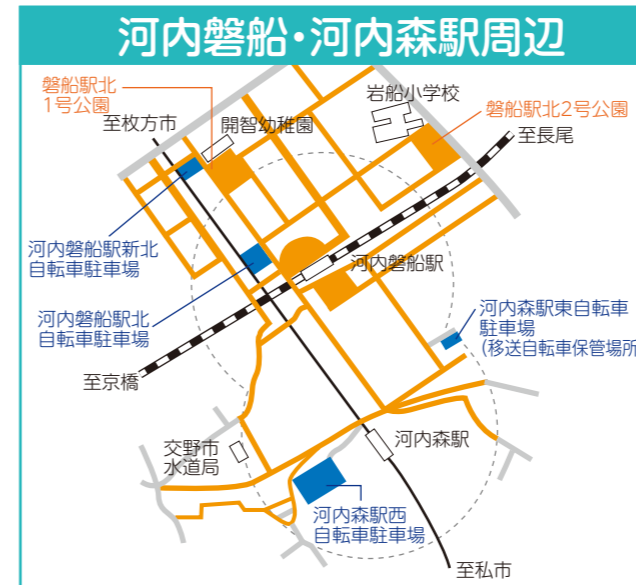 河内磐船・河内森駅周辺
磐船駅北
1号公園
岩船小学校
磐船駅北2号公園
至枚方市
開智幼稚園
至長尾
河内磐船駅新北
自転車駐車場
河内磐船駅
河内磐船駅北
自転車駐車場
河内森駅東自転車
駐車場
(移送自転車保管場所
至京橋
交野市
水道局
河内森駅
河内森駅西
自転車駐車場
至私市